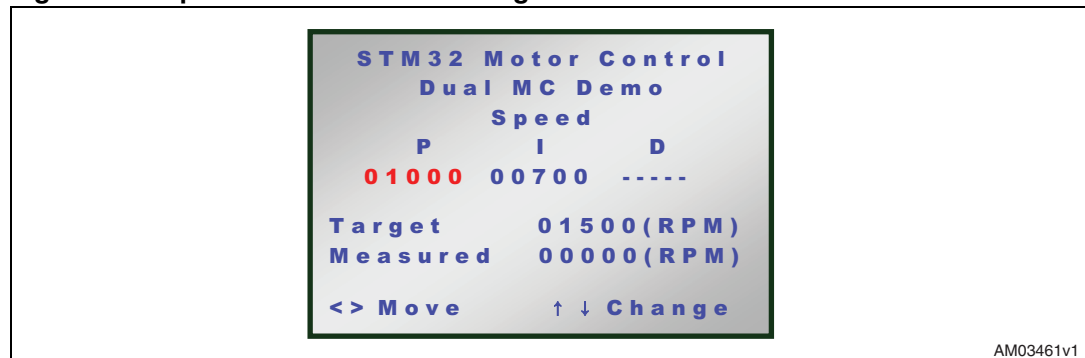 STM32 Motor Control
Dual MC Demo
Speed
P I D
01000 00700 -----
Target 01500(RPM)
Measured 00000(RPM)
<> Move ↑ ↓ Change
AM03461v1